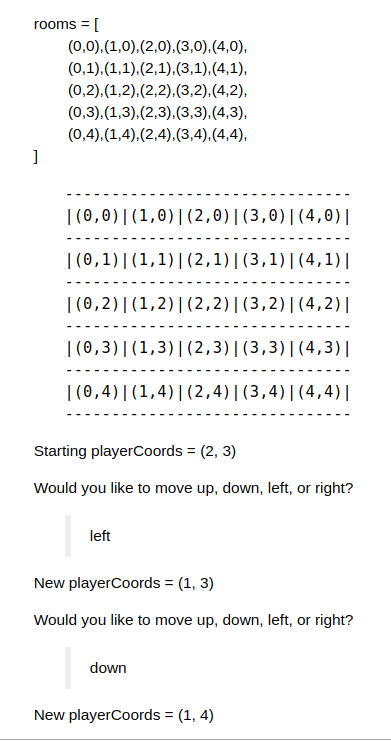 rooms = [
(0,0),(1,0),(2,0),(3,0),(4,0),
(0,1),(1,1),(2,1),(3,1),(4,1),
(0,2),(1,2),(2,2),(3,2),(4,2),
(0,3),(1,3),(2,3),(3,3),(4,3),
(0,4),(1,4),(2,4),(3,4),(4,4),
]
-------------------------------
|(0,0)|(1,0)|(2,0)|(3,0)|(4,0)|
-------------------------------
|(0,1)|(1,1)|(2,1)|(3,1)|(4,1)|
-------------------------------
|(0,2)|(1,2)|(2,2)|(3,2)|(4,2)|
-------------------------------
|(0,3)|(1,3)|(2,3)|(3,3)|(4,3)|
-------------------------------
|(0,4)|(1,4)|(2,4)|(3,4)|(4,4)|
-------------------------------
Starting playerCoords = (2, 3)
Would you like to move up, down, left, or right?
left
New playerCoords = (1, 3)
Would you like to move up, down, left, or right?
down
New playerCoords = (1, 4)